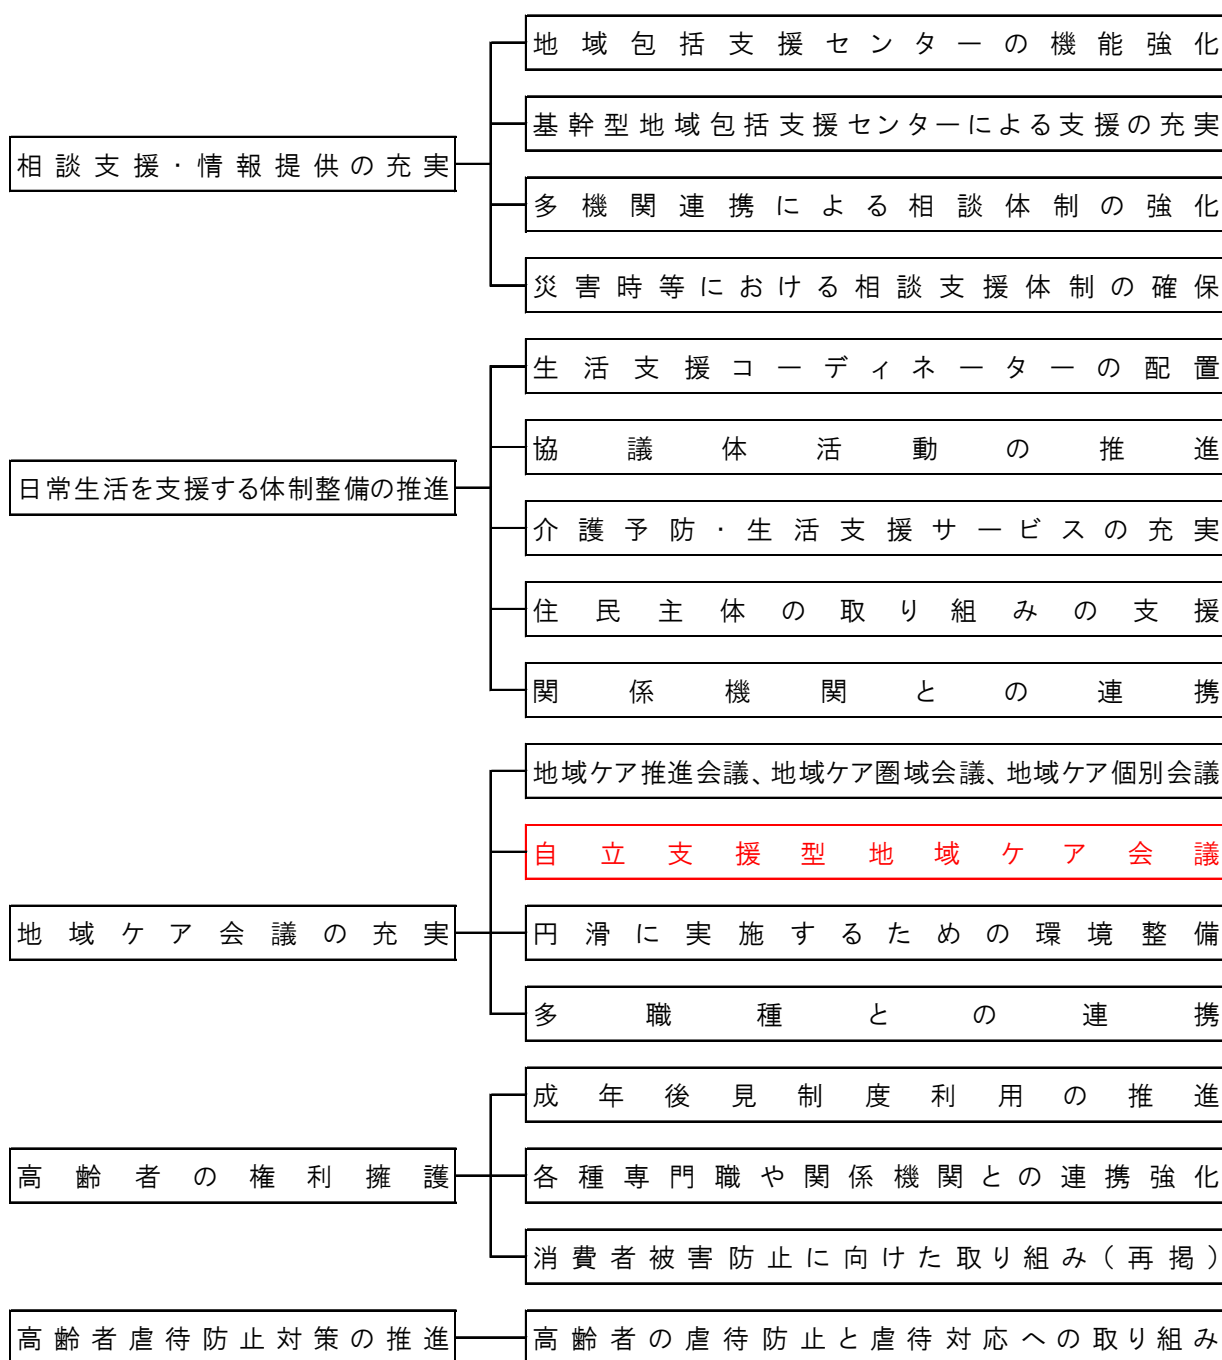 相談支援・情報提供の充実
地域包括支援センターの機能強化
基幹型地域包括支援センターによる支援の充実
多機関連携による相談体制の強化
災害時等における相談支援体制の確保
日常生活を支援する体制整備の推進
生活支援コーディネーターの配置
協議体活動の推進
介護予防・生活支援サービスの充実
住民主体の取り組みの支援
関係機関との連携
地域ケア会議の充実
地域ケア推進会議、地域ケア圏域会議、地域ケア個別会議
自立支援型地域ケア会議
円滑に実施するための環境整備
多職種との連携
高齢者の権利擁護
成年後見制度利用の推進
各種専門職や関係機関との連携強化
消費者被害防止に向けた取り組み(再掲)
高齢者虐待防止対策の推進
高齢者の虐待防止と虐待対応への取り組み